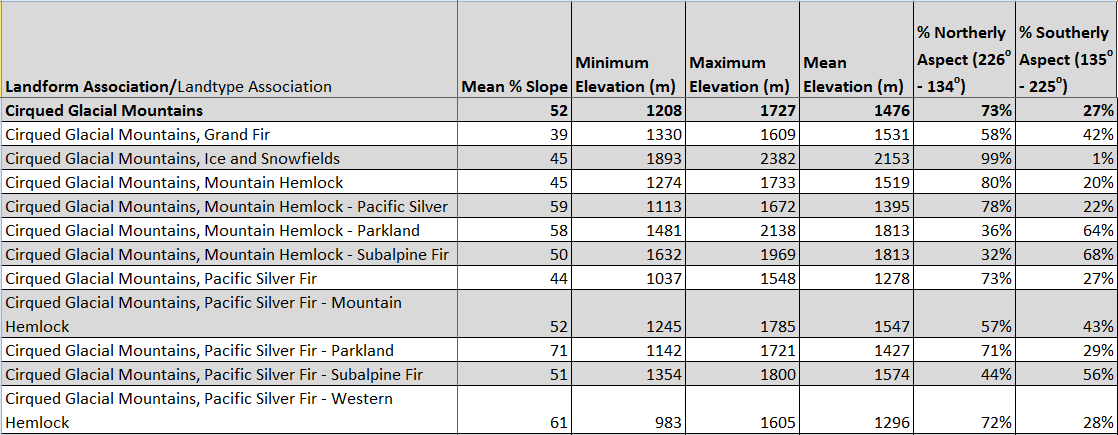 Landform Association/Landtype Association Mean % Slope Minimum Elevation (m) Maximum Elevation (m) Mean Elevation (m) % Northerly Aspect (226° - 134°) % Southerly Aspect (135° - 225°)
Cirqued Glacial Mountains 52 1208 1727 1476 73% 27%
Cirqued Glacial Mountains, Grand Fir 39 1330 1609 1531 58% 42%
Cirqued Glacial Mountains, Ice and Snowfields 45 1893 2382 2153 99% 1%
Cirqued Glacial Mountains, Mountain Hemlock 45 1274 1733 1519 80% 20%
Cirqued Glacial Mountains, Mountain Hemlock - Pacific Silver 59 1113 1672 1395 78% 22%
Cirqued Glacial Mountains, Mountain Hemlock - Parkland 58 1481 2138 1813 36% 64%
Cirqued Glacial Mountains, Mountain Hemlock - Subalpine Fir 50 1632 1969 1813 32% 68%
Cirqued Glacial Mountains, Pacific Silver Fir 44 1037 1548 1278 73% 27%
Cirqued Glacial Mountains, Pacific Silver Fir - Mountain
Hemlock 52 1245 1785 1547 57% 43%
Cirqued Glacial Mountains, Pacific Silver Fir - Parkland 71 1142 1721 1427 71% 29%
Cirqued Glacial Mountains, Pacific Silver Fir - Subalpine Fir 51 1354 1800 1574 44% 56%
Cirqued Glacial Mountains, Pacific Silver Fir - Western
Hemlock 61 983 1605 1296 72% 28%